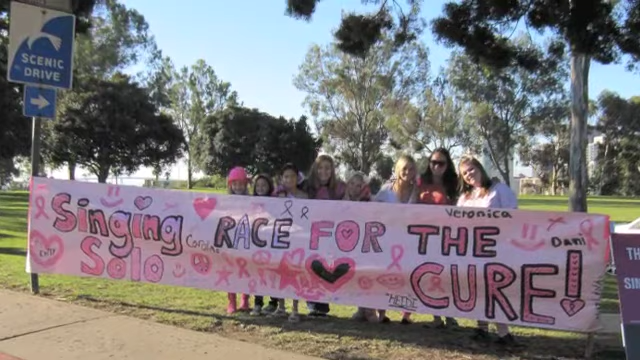 SCENIC
DRIVE
Singing RACE FOR THE CURE!
Solo
Veronica
Dani